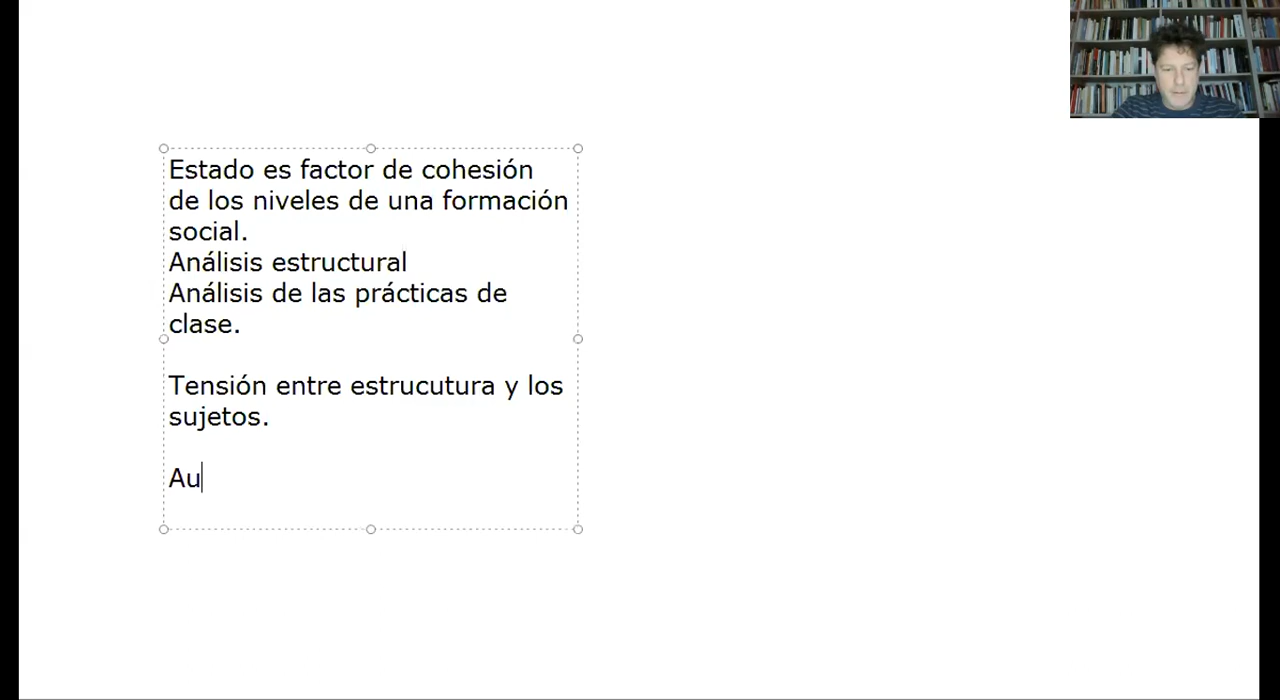 Estado es factor de cohesión
de los niveles de una formación
social.
Análisis estructural
Análisis de las prácticas de
clase.
Tensión entre estrucutura y los
sujetos.
Au